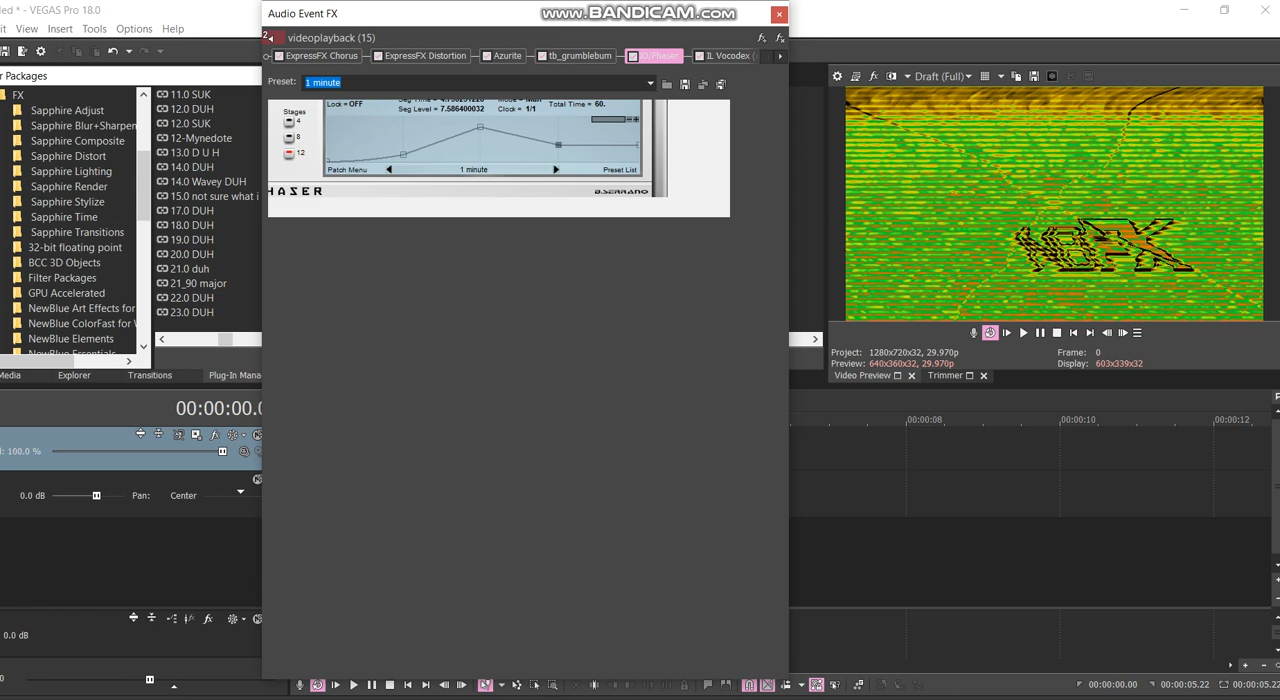 led * - VEGAS Pro 18.0
it View Insert Tools Options Help
Audio Event FX
www.BANDICAM.com
videoplayback (15)
ExpressFX Chorus
ExpressFX Distortion
Azurite
tb_grumblebum
IL Vocodex
Preset: 1 minute
r Packages
FX
Sapphire Adjust
Sapphire Blur+Sharpen
Sapphire Composite
Sapphire Distort
Sapphire Lighting
Sapphire Render
Sapphire Stylize
Sapphire Time
Sapphire Transitions
32-bit floating point
BCC 3D Objects
Filter Packages
GPU Accelerated
NewBlue Art Effects for
NewBlue ColorFast for
NewBlue Elements
NewBlue Essentials
11.0 SUK
12.0 DUH
12.0 SUK
12-Mynedote
13.0 D U H
14.0 DUH
14.0 Wavey DUH
15.0 not sure what i
17.0 DUH
18.0 DUH
19.0 DUH
20.0 DUH
21.0 duh
21_90 major
22.0 DUH
23.0 DUH
Lock = OFF
Seg Level = 7.586400032
Clock = 1/1
Total Time = 60.
Stages
4
8
12
Patch Menu
1 minute
Preset List
HASER
B.SERRANO
Draft (Full)
Project: 1280x720x32, 29.970p
Frame: 0
Preview: 640x360x32, 29.970p
Display: 603x339x32
Video Preview
Trimmer
Media
Explorer
Transitions
Plug-In Mana
00:00:00.0
l: 100.0 %
0.0 dB
Pan:
Center
0.0 dB
00:00:08
00:00:10
00:00:12
00:00:00.00
00:00:05.22
00:00:05.22